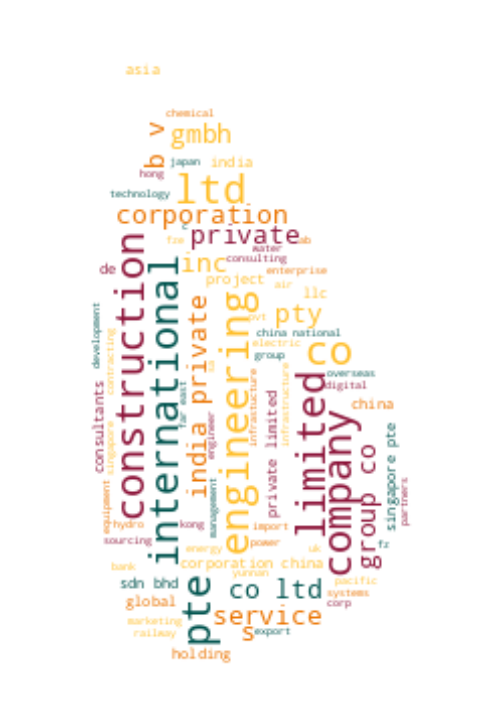 asia
chemical
b v
gmbh
japan
india
hong
technology
ltd
corporation
c
private
fze
ab
water
de
inc
consulting
enterprise
project
air
llc
construction
international
india private
engineering
pvt
pty
china national
electric
group
co
development
contracting
overseas
digital
sa
far east
infrastucture
infrastructure
limited
company
china
consultants
singapore
engineer
private limited
group co
singapore pte
partners
equipment
management
hydro
kong
import
sourcing
power
energy
uk
fz
bank
corporation china
yunnan
sdn bhd
pte
co ltd
pacific
systems
global
corp
service
marketing
railway
s
export
holding